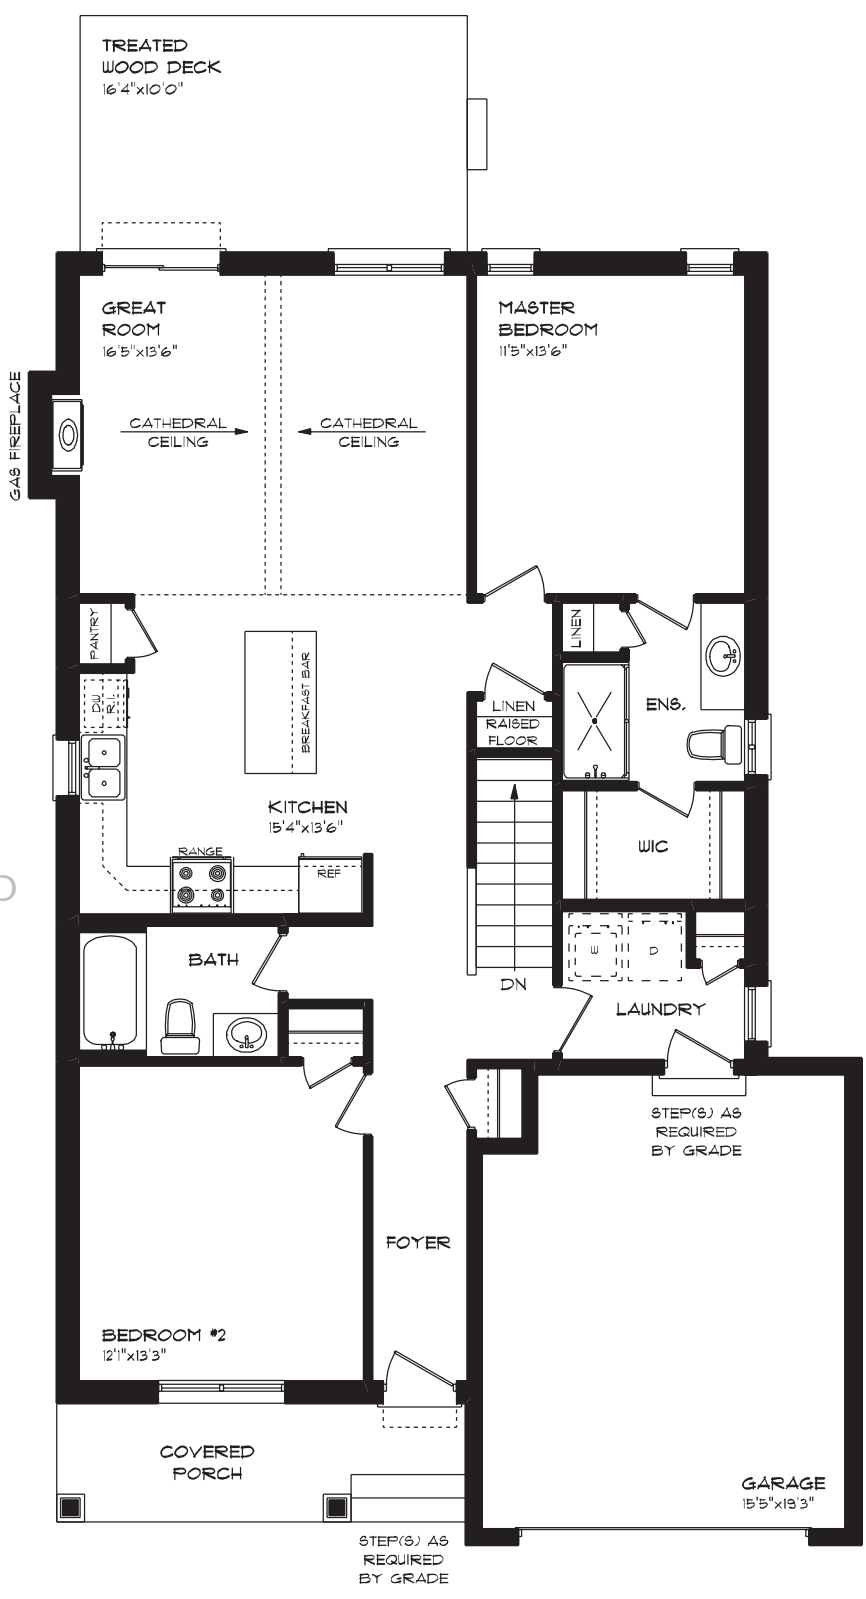 TREATED
WOOD DECK
16'4"x10'0"
GREAT
ROOM
16'5"x13'6"
MASTER
BEDROOM
11'5"x13'6"
GAS FIREPLACE
CATHEDRAL
CEILING
CATHEDRAL
CEILING
PANTRY
LINEN
BREAKFAST BAR
DW
R.I.
ENS.
LINEN
RAISED
FLOOR
KITCHEN
15'4"x13'6"
RANGE
REF
WIC
BATH
W
D
DN
LAUNDRY
STEP(S) AS
REQUIRED
BY GRADE
FOYER
BEDROOM #2
12'1"x13'3"
COVERED
PORCH
GARAGE
15'5"x19'3"
STEP(S) AS
REQUIRED
BY GRADE